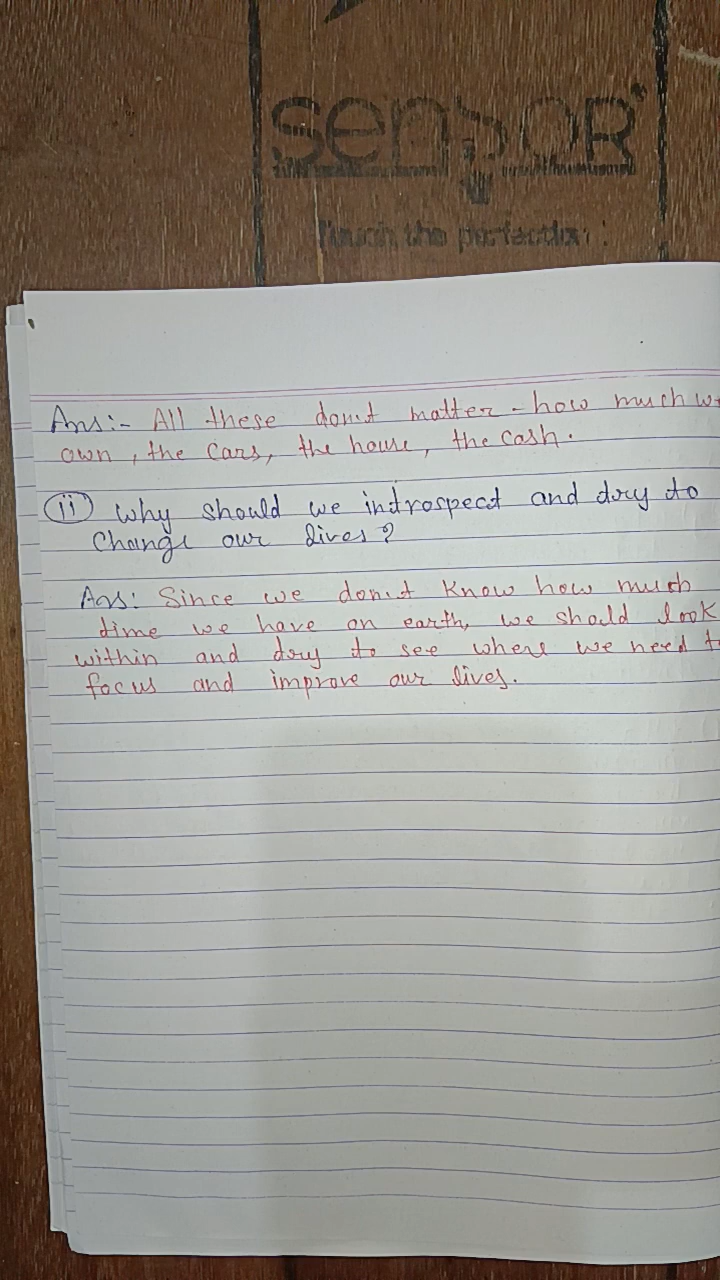 sensor
Touch the perfection!
Ans:- All these don't matter - how much we
own, the cars, the house, the cash.
(ii) Why should we introspect and try to
change our lives?
Ans: Since we don't know how much
time we have on earth, we should look
within and try to see where we need to
focus and improve our lives.